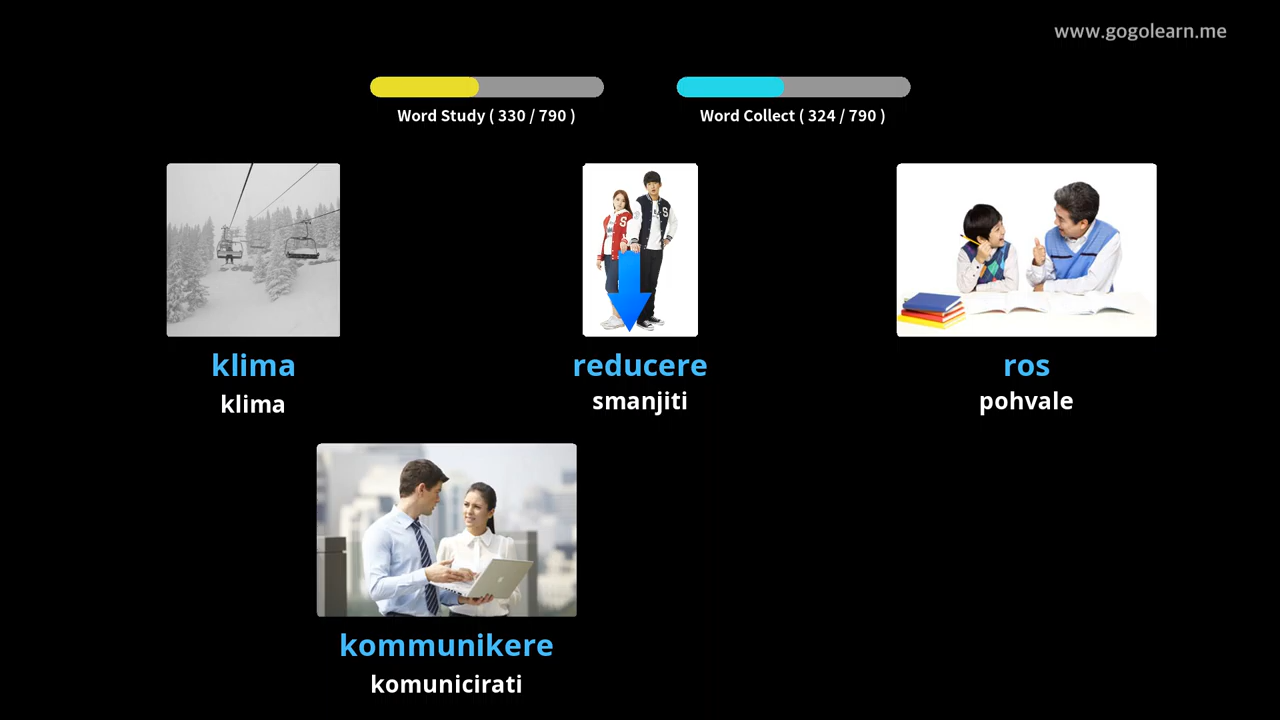 www.gogolearn.me
Word Study ( 330 / 790 )
Word Collect ( 324 / 790 )
klima
klima
reducere
smanjiti
ros
pohvale
kommunikere
komunicirati
S
S